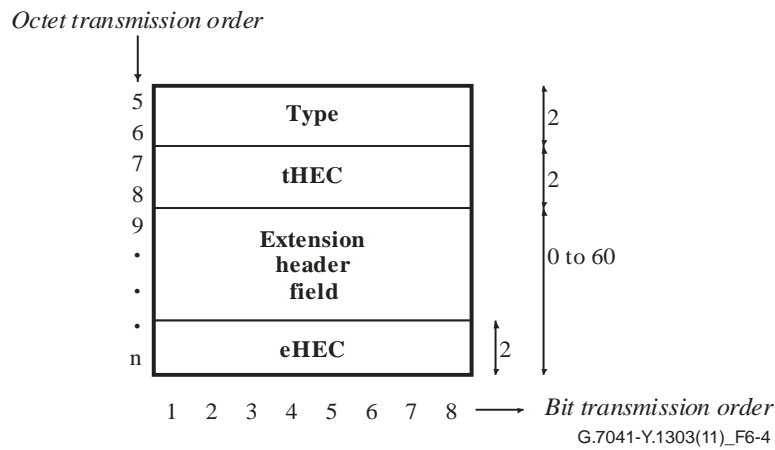 Octet transmission order
5
6
Type
2
7
8
tHEC
2
9
Extension
header
field
0 to 60
n
eHEC
2
1 2 3 4 5 6 7 8
Bit transmission order
G.7041-Y.1303(11)_F6-4